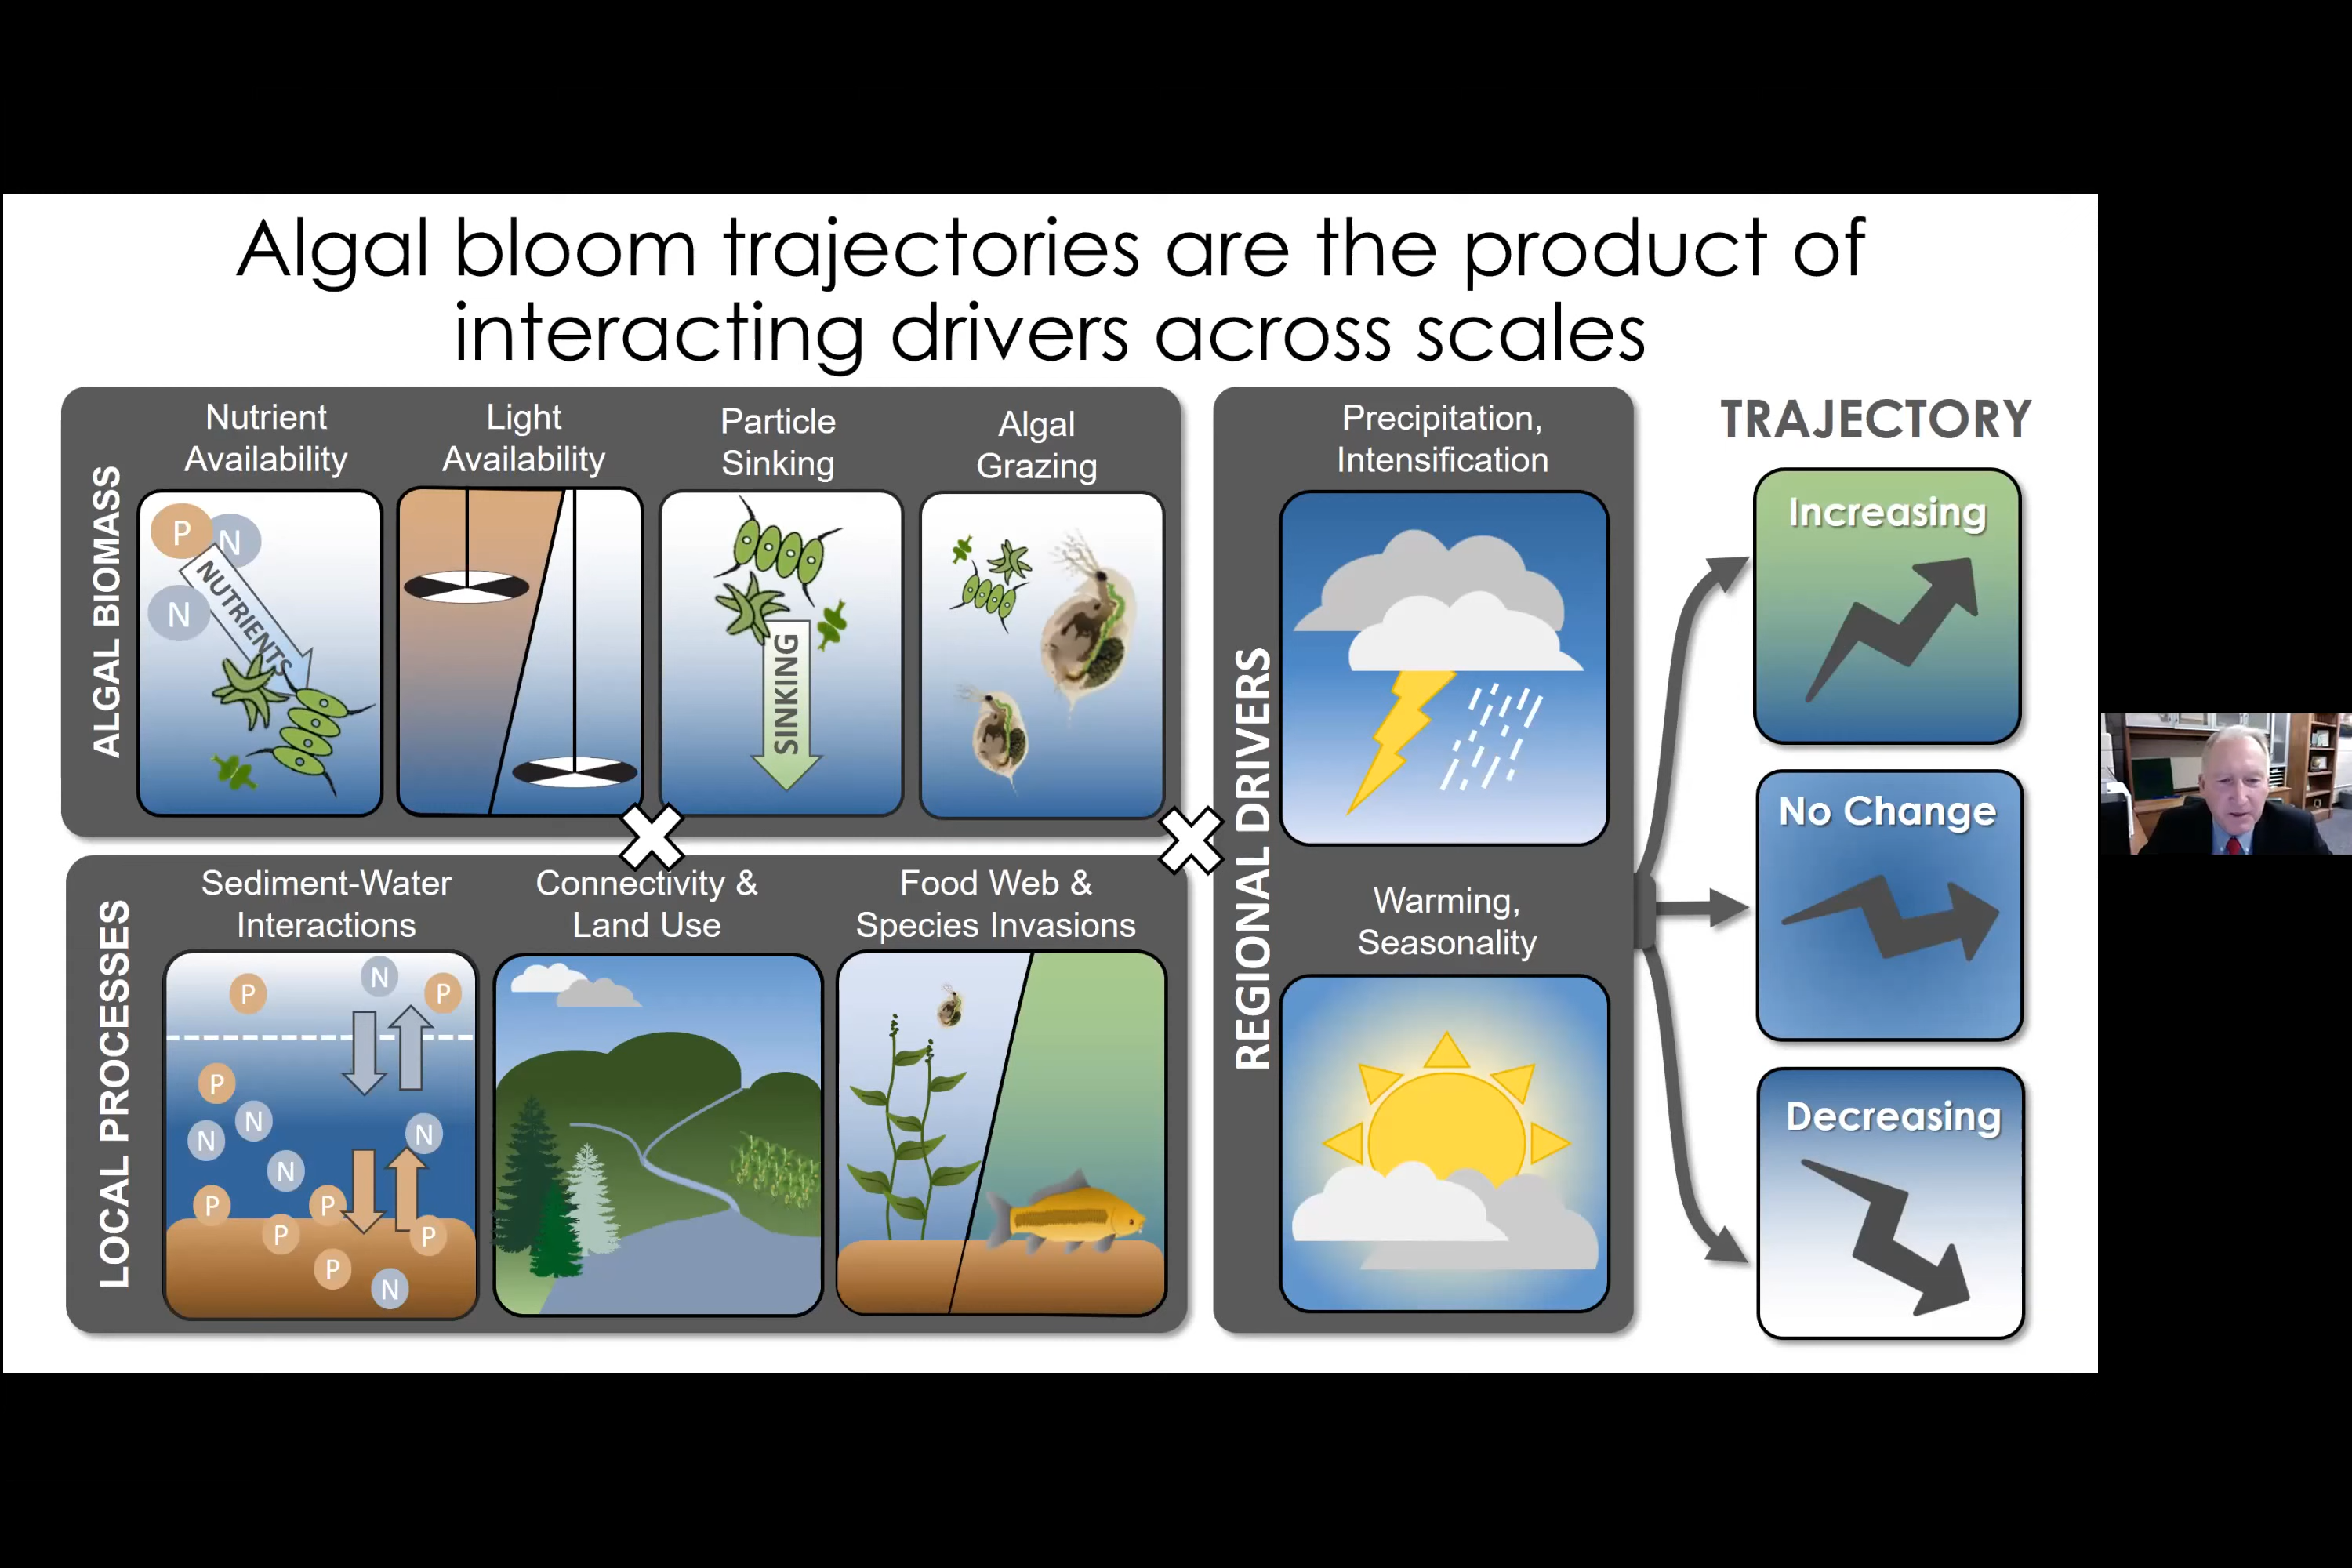 Algal bloom trajectories are the product of
interacting drivers across scales
ALGAL BIOMASS
Nutrient
Availability
P
N
N
NUTRIENTS
Light
Availability
Particle
Sinking
SINKING
Algal
Grazing
LOCAL PROCESSES
Sediment-Water
Interactions
N
P
P
P
N
N
N
N
P
P
P
P
P
N
Connectivity &
Land Use
Food Web &
Species Invasions
REGIONAL DRIVERS
Precipitation,
Intensification
Warming,
Seasonality
TRAJECTORY
Increasing
No Change
Decreasing